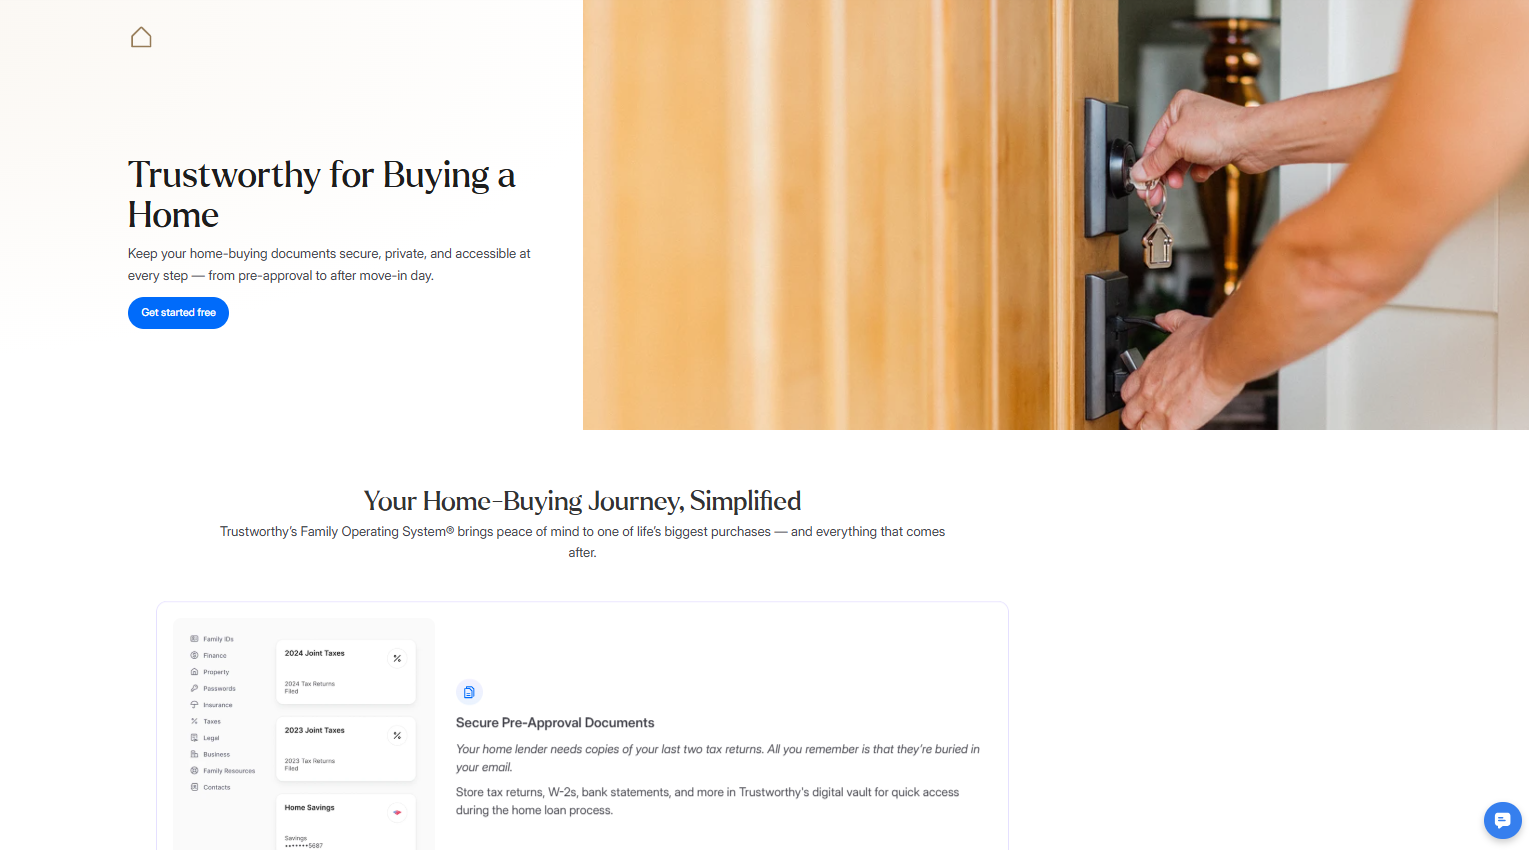 Trustworthy for Buying a
Home
Keep your home-buying documents secure, private, and accessible at
every step — from pre-approval to after move-in day.
Get started free
Your Home-Buying Journey, Simplified
Trustworthy's Family Operating System® brings peace of mind to one of life's biggest purchases — and everything that comes
after.
Family IDs
Finance
Property
Passwords
Insurance
Taxes
Legal
Business
Family Resources
Contacts
2024 Joint Taxes
%
2024 Tax Returns
Filed
2023 Joint Taxes
%
2023 Tax Returns
Filed
Home Savings
Savings
•••••••5687
Secure Pre-Approval Documents
Your home lender needs copies of your last two tax returns. All you remember is that they're buried in
your email.
Store tax returns, W-2s, bank statements, and more in Trustworthy's digital vault for quick access
during the home loan process.